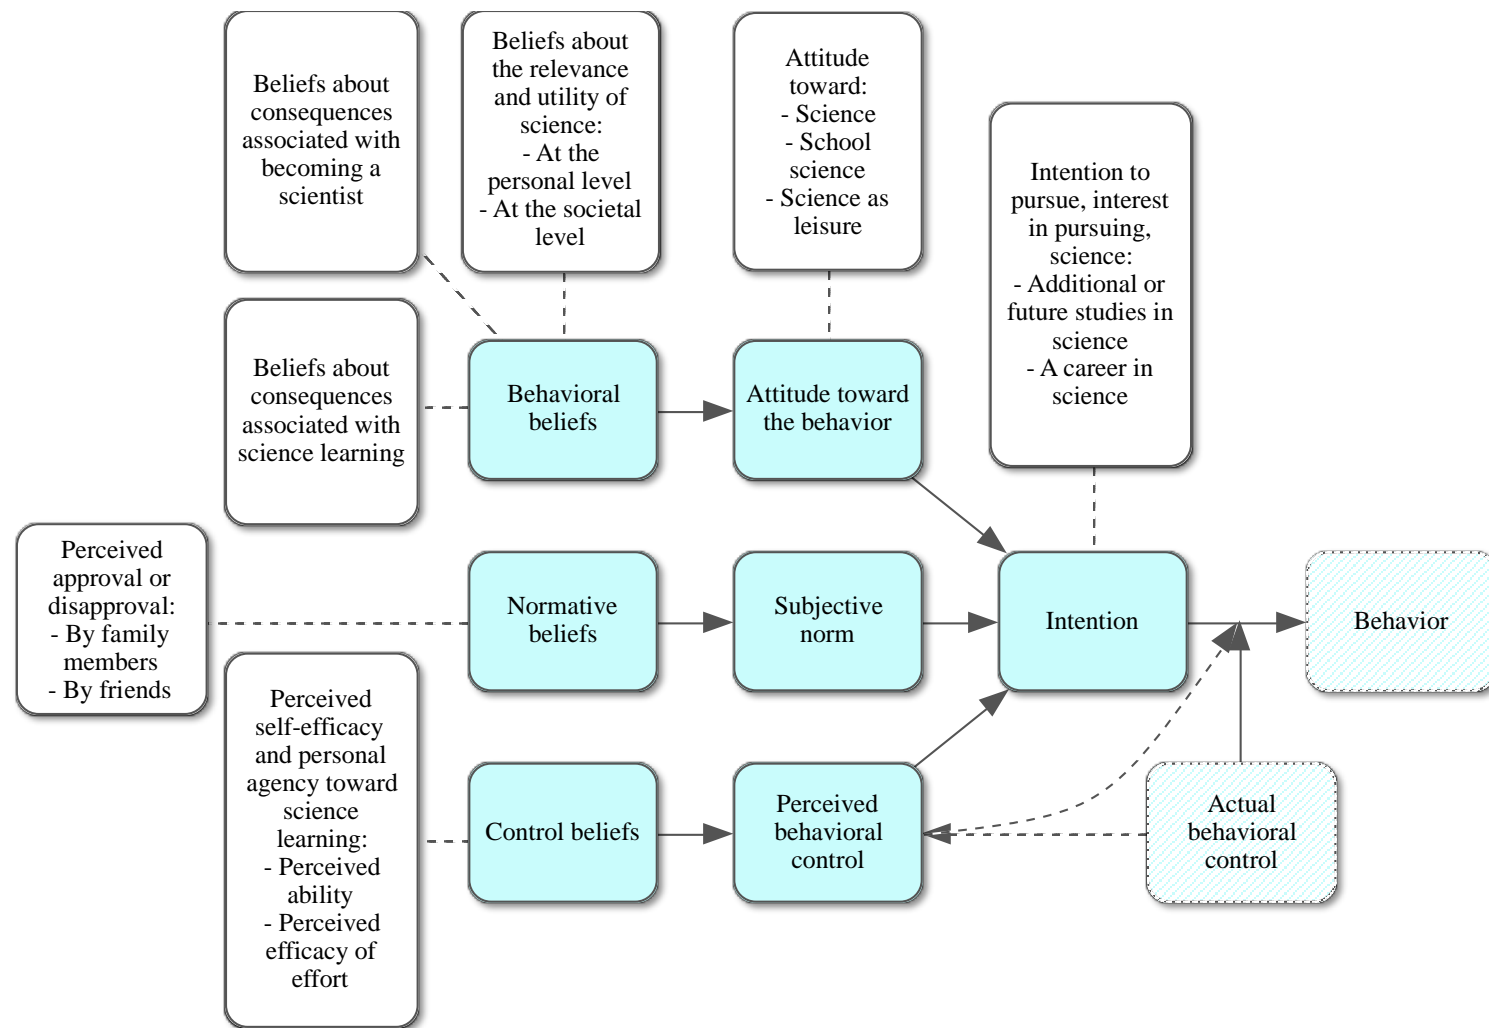 Beliefs about
consequences
associated with
becoming a
scientist
Beliefs about
the relevance
and utility of
science:
- At the
personal level
- At the societal
level
Attitude
toward:
- Science
- School
science
- Science as
leisure
Intention to
pursue, interest
in pursuing,
science:
- Additional or
future studies in
science
- A career in
science
Beliefs about
consequences
associated with
science learning
Behavioral
beliefs
Attitude toward
the behavior
Perceived
approval or
disapproval:
- By family
members
- By friends
Normative
beliefs
Subjective
norm
Intention
Behavior
Perceived
self-efficacy
and personal
agency toward
science
learning:
- Perceived
ability
- Perceived
efficacy of
effort
Control beliefs
Perceived
behavioral
control
Actual
behavioral
control